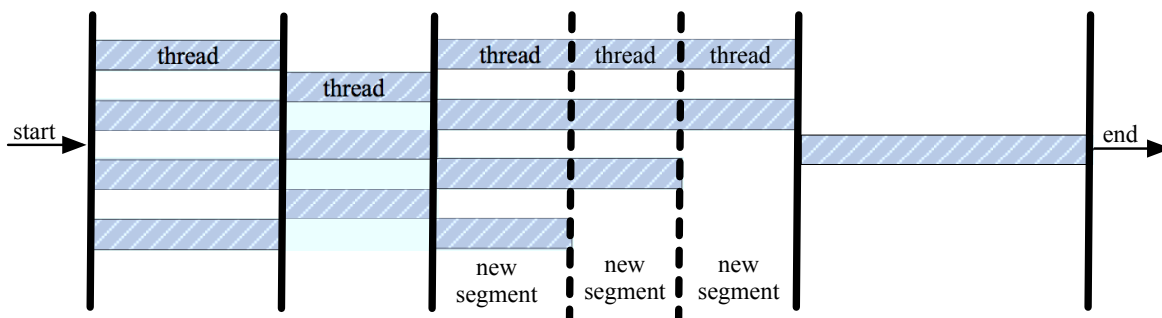 thread
thread
thread
thread
thread
start
end
new
segment
new
segment
new
segment